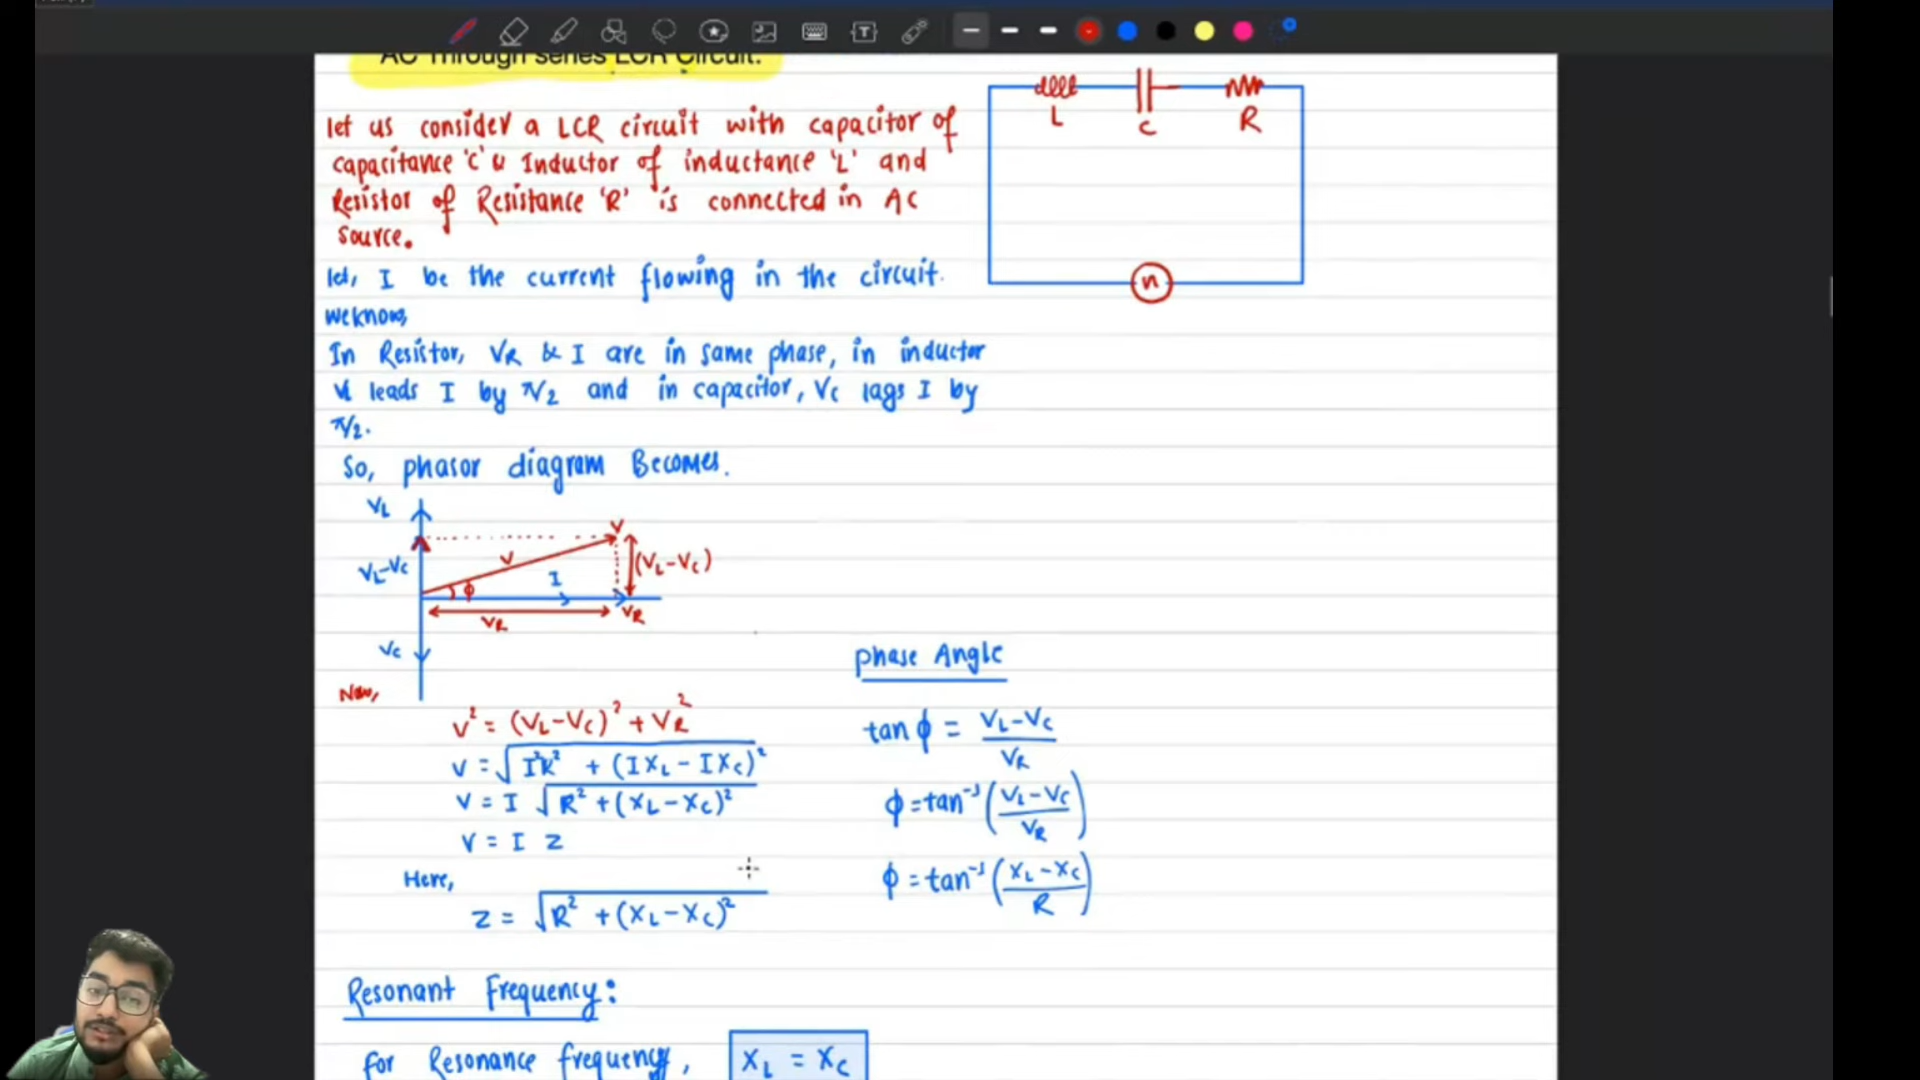 AC Through series LCR Circuit.
L
C
R
let us consider a LCR circuit with capacitor of
capacitance 'C' & Inductor of inductance 'L' and
Resistor of Resistance 'R' is connected in AC
source.
let, I be the current flowing in the circuit.
We know,
In Resistor, VR & I are in same phase, in inductor
VL leads I by π/2 and in capacitor, Vc lags I by
π/2.
So, phasor diagram Becomes.
VL
V
VL-Vc
V
I
(VL-Vc)
ϕ
VR
VR
Vc
Now,
V² = (VL-Vc)² + VR²
V = √I²R² + (IXL - IXc)²
V = I √R² + (XL - Xc)²
V = I Z
Here,
Z = √R² + (XL - Xc)²
phase Angle
tan ϕ = VL-Vc / VR
ϕ = tan⁻¹ (VL-Vc / VR)
ϕ = tan⁻¹ (XL - Xc / R)
Resonant Frequency:
for Resonance frequency, XL = Xc